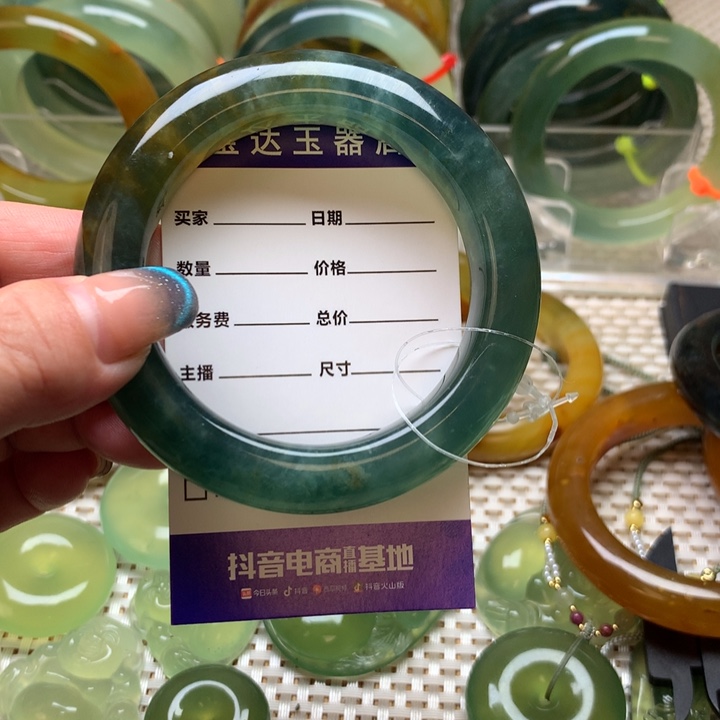 达玉器
买家 日期
数量 价格
务费 总价
主播 尺寸
抖音电商直播基地
今日头条 抖音 抖音火山版